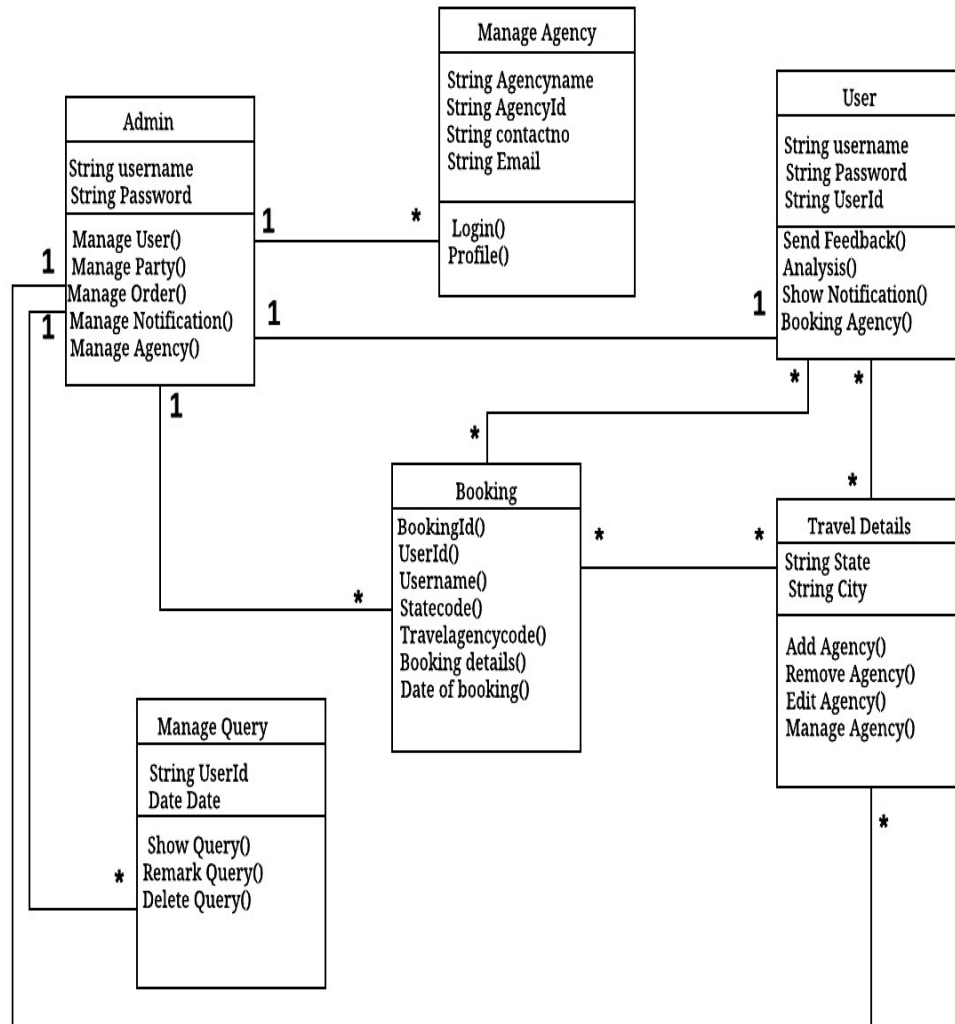 Manage Agency
String Agencyname
String AgencyId
String contactno
String Email
Login()
Profile()
Admin
String username
String Password
Manage User()
Manage Party()
Manage Order()
Manage Notification()
Manage Agency()
User
String username
String Password
String UserId
Send Feedback()
Analysis()
Show Notification()
Booking Agency()
1
*
1
1
1
1
1
*
*
*
*
*
*
*
Booking
BookingId()
UserId()
Username()
Statecode()
Travelagencycode()
Booking details()
Date of booking()
Travel Details
String State
String City
Add Agency()
Remove Agency()
Edit Agency()
Manage Agency()
Manage Query
String UserId
Date Date
Show Query()
Remark Query()
Delete Query()
*
*